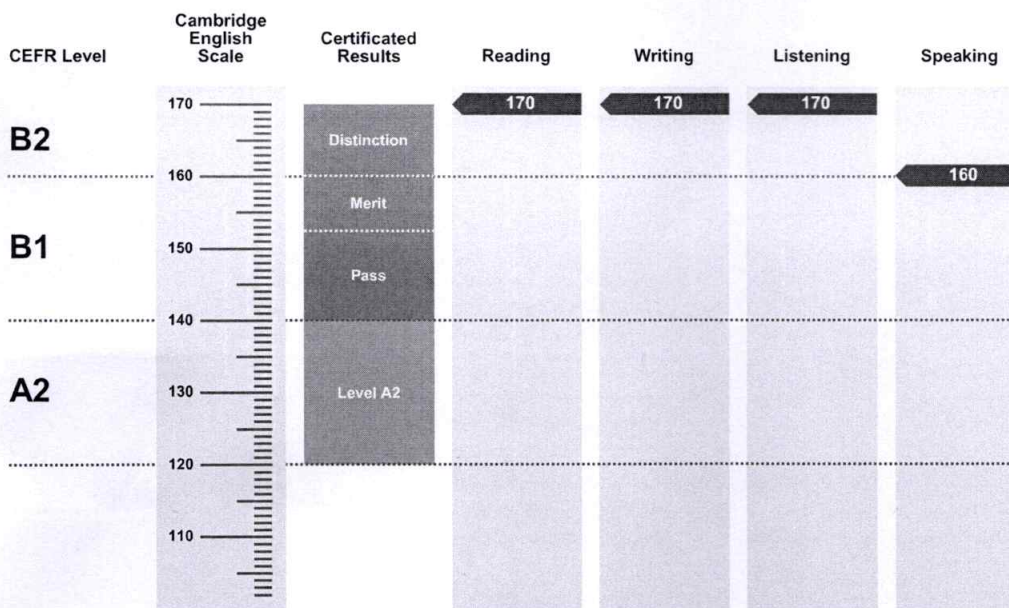 CEFR Level
Cambridge
English
Scale
Certificated
Results
Reading
Writing
Listening
Speaking
170
Distinction
170
170
170
B2
160
160
Merit
B1
150
Pass
140
A2
130
Level A2
120
110